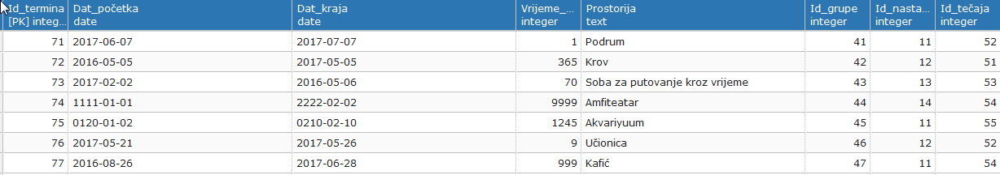 Id_termina Dat_početka Dat_kraja Vrijeme_... Prostorija Id_grupe Id_nasta... Id_tečaja
[PK] integ... date date integer text integer integer integer
71 2017-06-07 2017-07-07 1 Podrum 41 11 52
72 2016-05-05 2017-05-05 365 Krov 42 12 51
73 2017-02-02 2016-05-06 70 Soba za putovanje kroz vrijeme 43 13 53
74 1111-01-01 2222-02-02 9999 Amfiteatar 44 14 54
75 0120-01-02 0210-02-10 1245 Akvariyuum 45 11 55
76 2017-05-21 2017-05-26 9 Učionica 46 12 52
77 2016-08-26 2017-06-28 999 Kafić 47 11 54